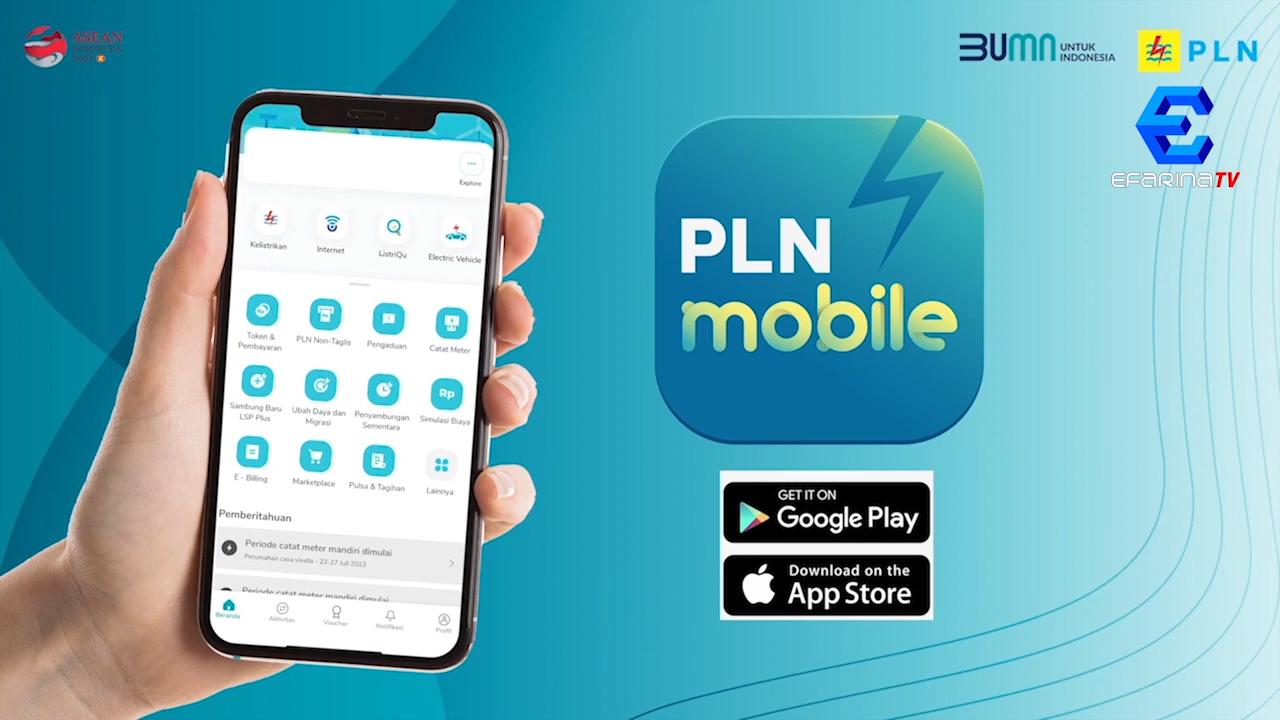 ASEAN
INDONESIA
2023
BUMN
UNTUK
INDONESIA
PLN
EFARINATV
Explore
Kelistrikan
Internet
ListriQu
Electric Vehicle
Token &
Pembayaran
PLN Non-Taglis
Pengaduan
Catat Meter
Sambung Baru
LSP Plus
Ubah Daya dan
Migrasi
Penyambungan
Sementara
Rp
Simulasi Biaya
E - Billing
Marketplace
Pulsa & Tagihan
Lainnya
Pemberitahuan
Periode catat meter mandiri dimulai
Perumahan casa visella - 23-27 Juli 2023
Periode catat meter mandiri dimulai
Beranda
Aktivitas
Voucher
Notifikasi
Profil
PLN
mobile
GET IT ON
Google Play
Download on the
App Store